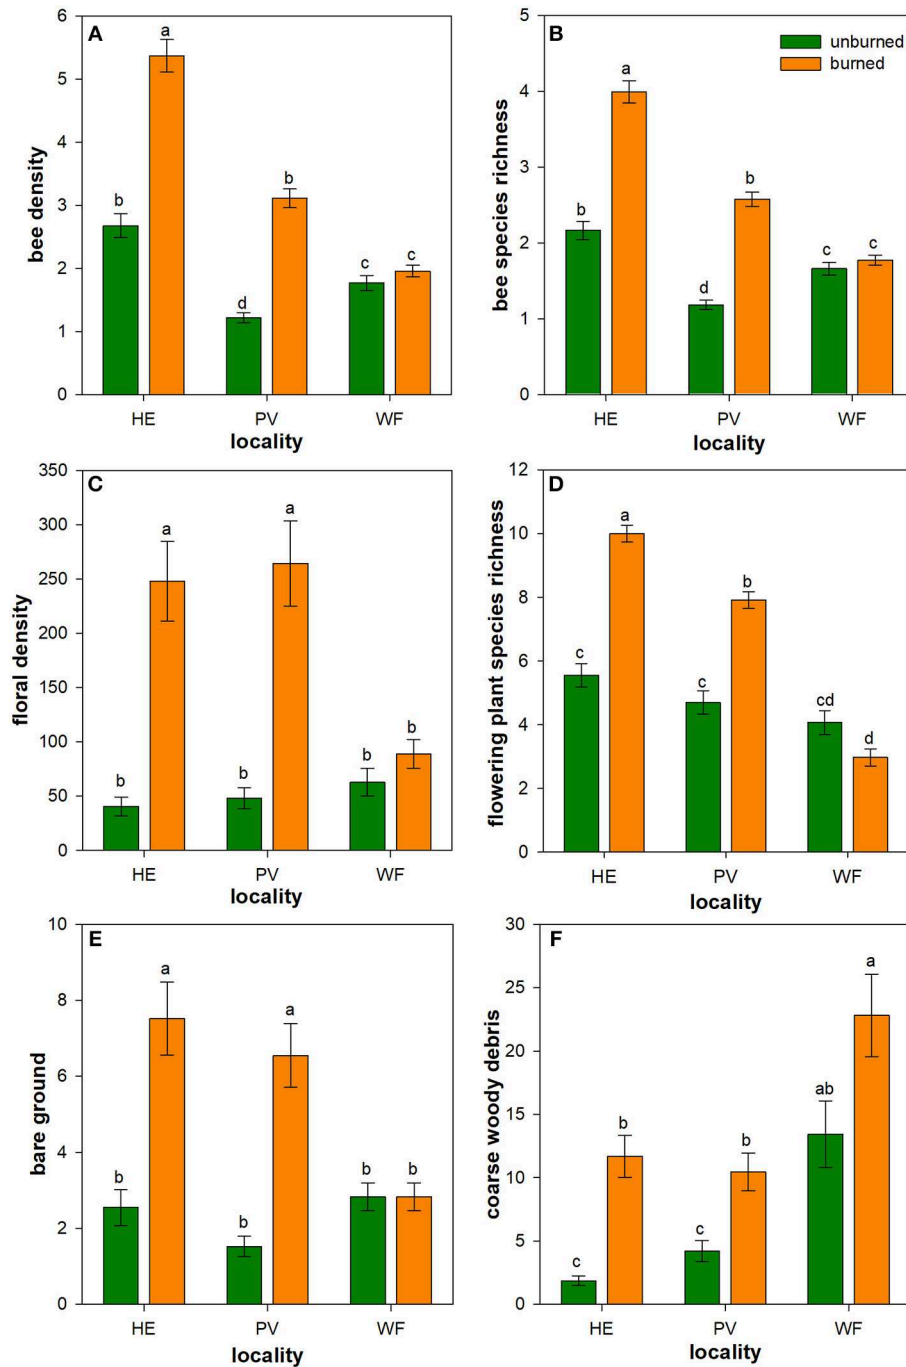 A
bee density
6
5
4
3
2
1
0
b
a
d
b
c
c
HE PV WF
locality
B
unburned
burned
bee species richness
5
4
3
2
1
0
b
a
d
b
c
c
HE PV WF
locality
C
floral density
350
300
250
200
150
100
50
0
b
a
b
a
b
b
HE PV WF
locality
D
flowering plant species richness
12
10
8
6
4
2
0
c
a
c
b
cd
d
HE PV WF
locality
E
bare ground
10
8
6
4
2
0
b
a
b
a
b
b
HE PV WF
locality
F
coarse woody debris
30
25
20
15
10
5
0
c
b
c
b
ab
a
HE PV WF
locality